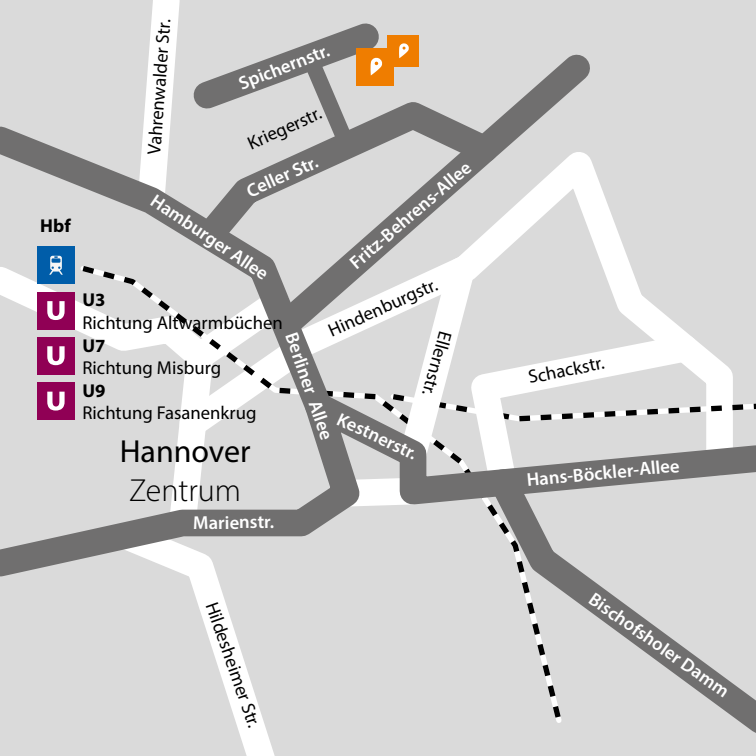 Vahrenwalder Str.
Spichernstr.
Kriegerstr.
Celler Str.
Hamburger Allee
Fritz-Behrens-Allee
Hbf
U U3
Richtung Altwarmbüchen
U U7
Richtung Misburg
U U9
Richtung Fasanenkrug
Hindenburgstr.
Ellernstr.
Berliner Allee
Schackstr.
Kestnerstr.
Hannover
Zentrum
Hans-Böckler-Allee
Marienstr.
Hildesheimer Str.
Bischofsholer Damm